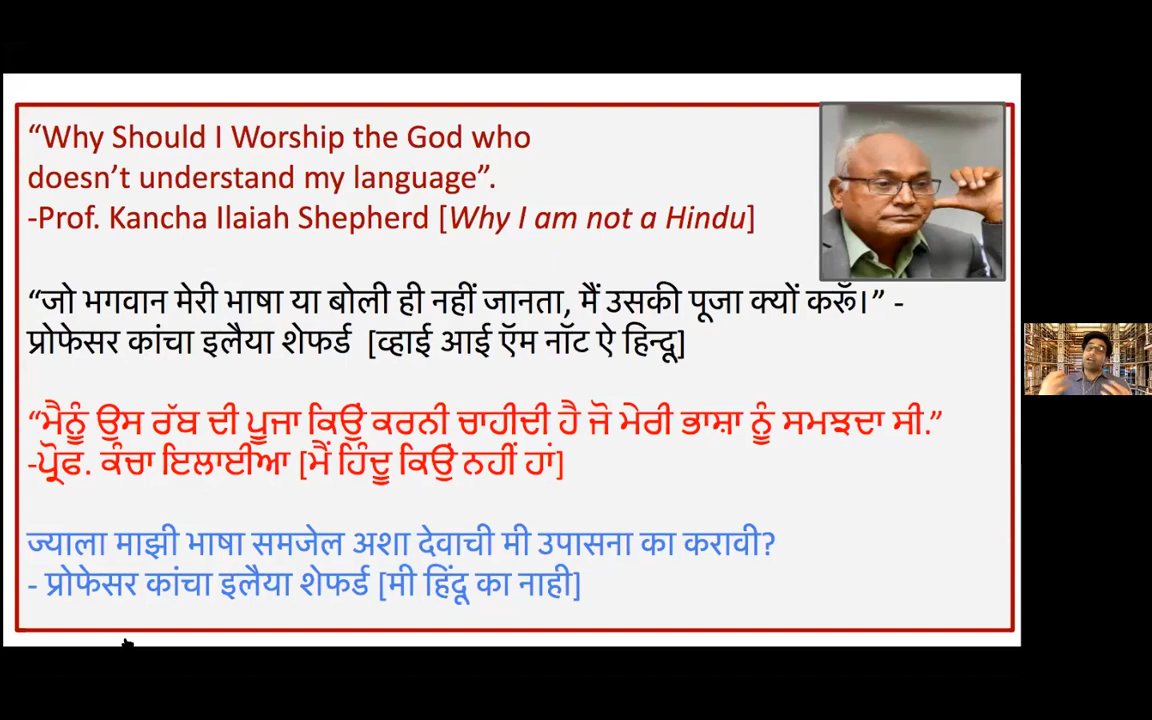 “Why Should I Worship the God who
doesn’t understand my language”.
-Prof. Kancha Ilaiah Shepherd [Why I am not a Hindu]
“जो भगवान मेरी भाषा या बोली ही नहीं जानता, मैं उसकी पूजा क्यों करूॅं।” -
प्रोफेसर कांचा इलैया शेफर्ड [व्हाई आई ऍम नॉट ऐ हिन्दू]
“ਮੈਨੂੰ ਉਸ ਰੱਬ ਦੀ ਪੂਜਾ ਕਿਉਂ ਕਰਨੀ ਚਾਹੀਦੀ ਹੈ ਜੋ ਮੇਰੀ ਭਾਸ਼ਾ ਨੂੰ ਸਮਝਦਾ ਸੀ.”
-ਪ੍ਰੋਫ. ਕੰਚਾ ਇਲਾਈਆ [ਮੈਂ ਹਿੰਦੂ ਕਿਉਂ ਨਹੀਂ ਹਾਂ]
ज्याला माझी भाषा समजेल अशा देवाची मी उपासना का करावी?
- प्रोफेसर कांचा इलैया शेफर्ड [मी हिंदू का नाही]